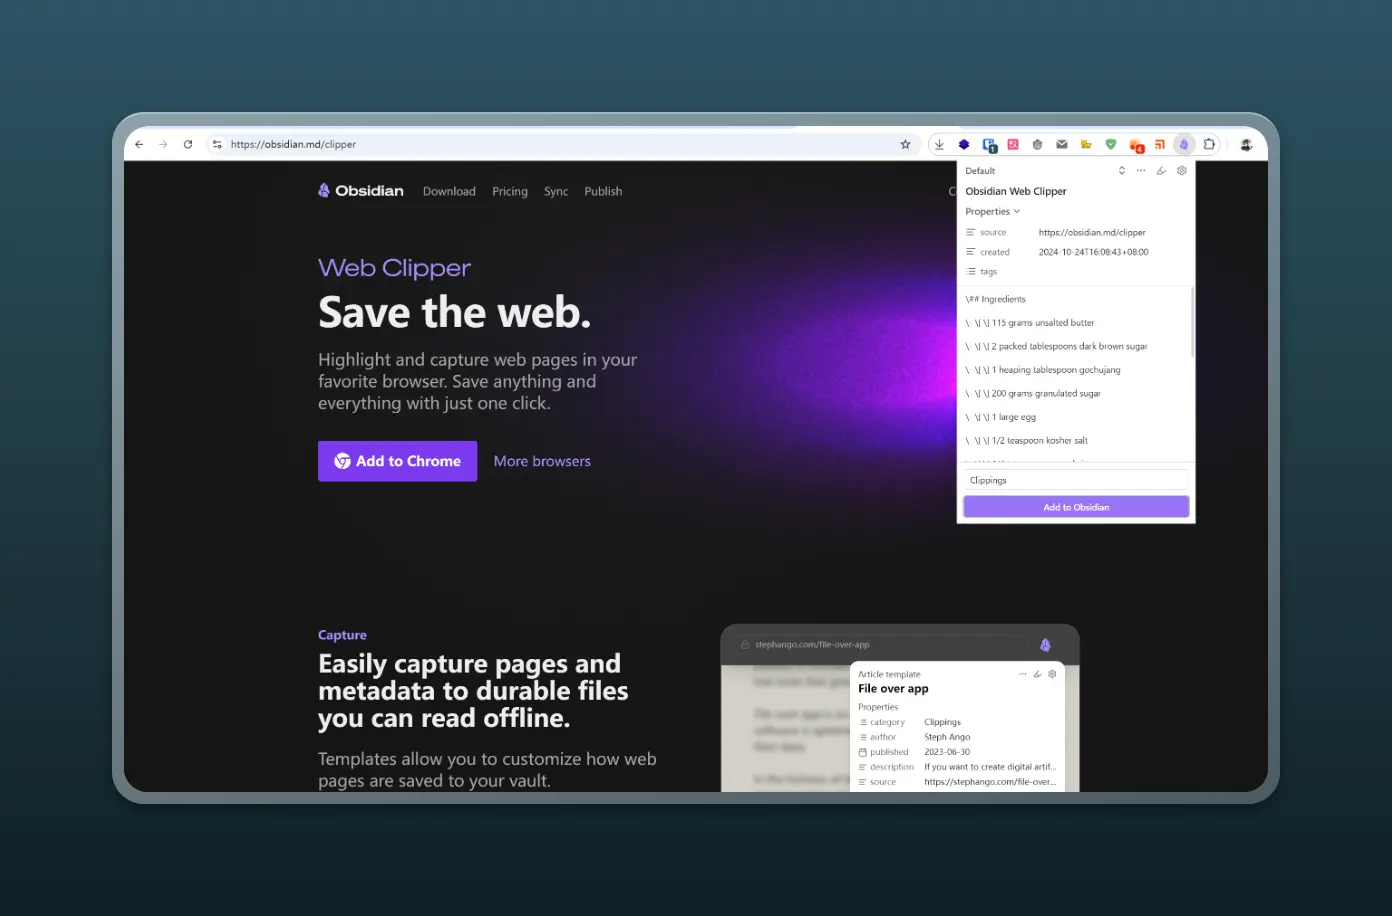 https://obsidian.md/clipper
1
4
Obsidian
Download
Pricing
Sync
Publish
Web Clipper
Save the web.
Highlight and capture web pages in your
favorite browser. Save anything and
everything with just one click.
Add to Chrome
More browsers
Default
Obsidian Web Clipper
Properties
source https://obsidian.md/clipper
created 2024-10-24T16:08:43+08:00
tags
\## Ingredients
\- \[ \] 115 grams unsalted butter
\- \[ \] 2 packed tablespoons dark brown sugar
\- \[ \] 1 heaping tablespoon gochujang
\- \[ \] 200 grams granulated sugar
\- \[ \] 1 large egg
\- \[ \] 1/2 teaspoon kosher salt
Clippings
Add to Obsidian
Capture
Easily capture pages and
metadata to durable files
you can read offline.
Templates allow you to customize how web
pages are saved to your vault.
stephango.com/file-over-app
Article template
File over app
Properties
category Clippings
author Steph Ango
published 2023-06-30
description If you want to create digital artif...
source https://stephango.com/file-over...